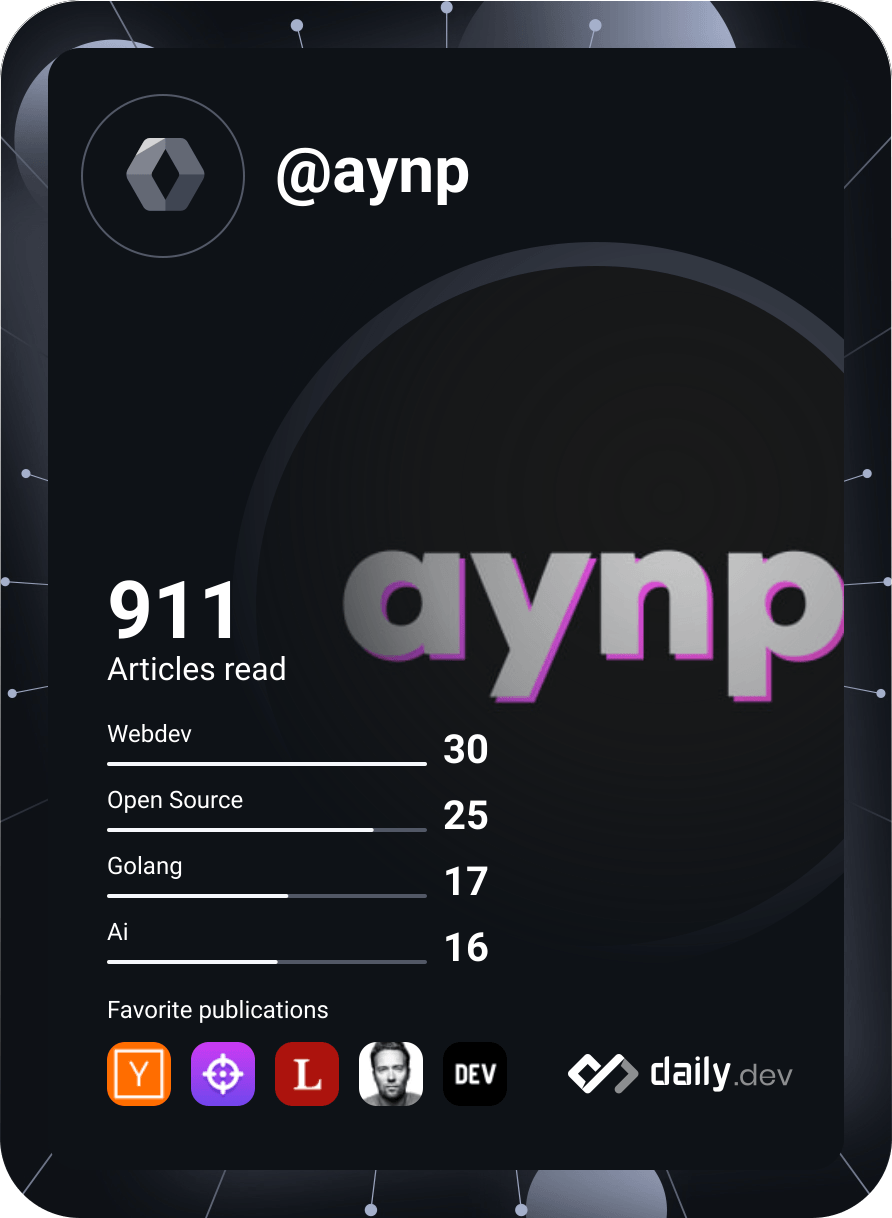 @aynp
aynp
911
Articles read
Webdev
30
Open Source
25
Golang
17
Ai
16
Favorite publications
Y
L
DEV
daily.dev